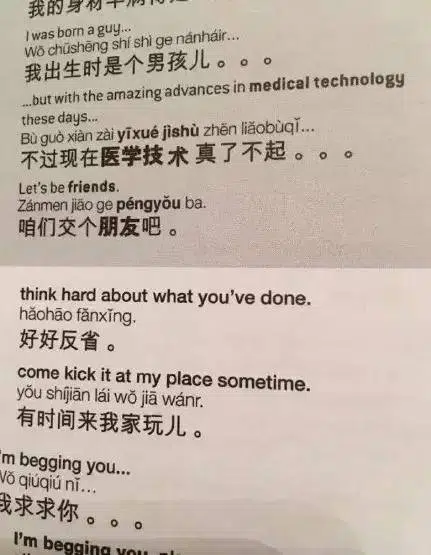 我的身材
I was born a guy...
Wǒ chūshēng shí shì ge nánháir...
我出生时是个男孩儿。。。
...but with the amazing advances in medical technology
these days...
Bù guò xiàn zài yīxué jìshù zhēn liǎobùqǐ...
不过现在医学技术真了不起。。。
Let's be friends.
Zánmen jiāo ge péngyǒu ba.
咱们交个朋友吧。
think hard about what you've done.
hǎohāo fǎnxǐng.
好好反省。
come kick it at my place sometime.
yǒu shíjiān lái wǒ jiā wánr.
有时间来我家玩儿。
I'm begging you...
Wǒ qiúqiú nǐ...
我求求你。。。
I'm begging you,